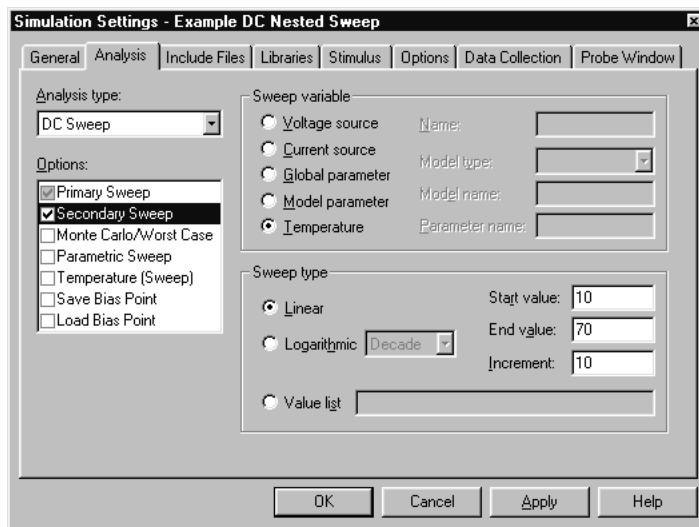 Simulation Settings - Example DC Nested Sweep
General Analysis Include Files Libraries Stimulus Options Data Collection Probe Window
Analysis type:
DC Sweep
Options:
Primary Sweep
Secondary Sweep
Monte Carlo/Worst Case
Parametric Sweep
Temperature (Sweep)
Save Bias Point
Load Bias Point
Sweep variable
Voltage source
Current source
Global parameter
Model parameter
Temperature
Name:
Model type:
Model name:
Parameter name:
Sweep type
Linear
Logarithmic Decade
Value list
Start value: 10
End value: 70
Increment: 10
OK Cancel Apply Help